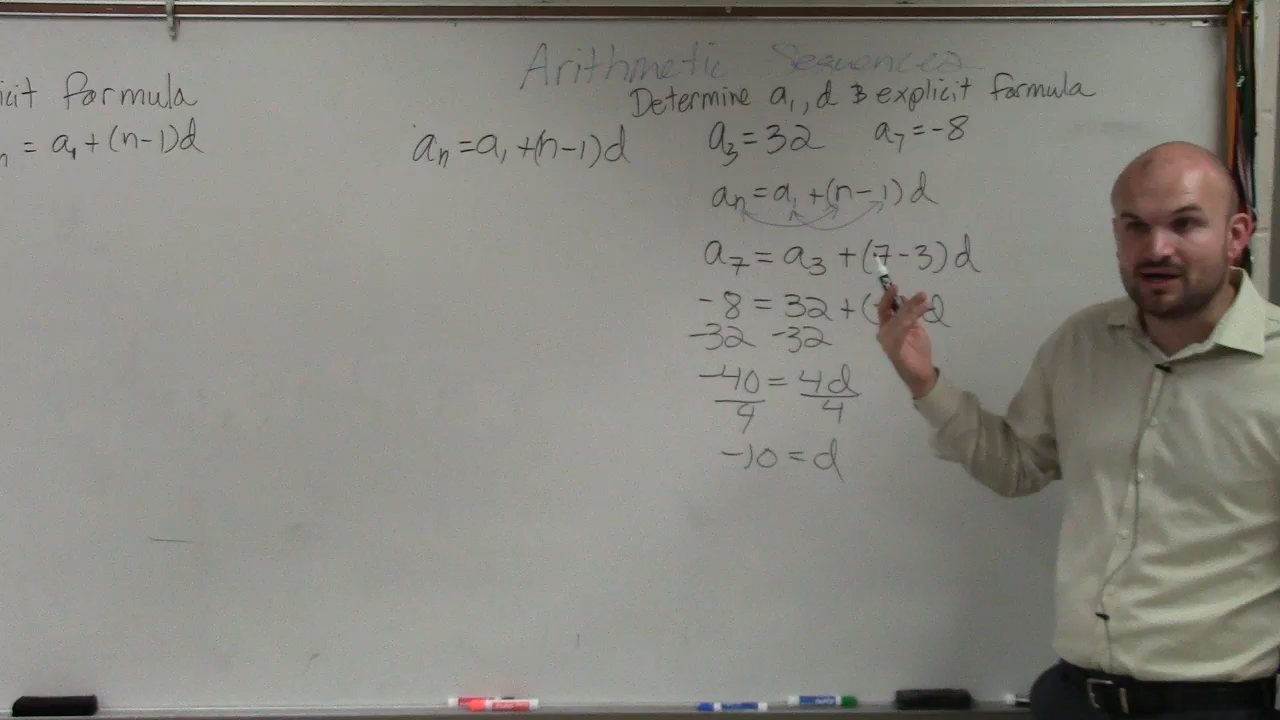 Arithmetic Sequences
icit formula
Determine a₁, d & explicit formula
n = a₁ + (n-1)d
aₙ = a₁ + (n-1)d
a₃ = 32 a₇ = -8
aₙ = a₁ + (n-1)d
a₇ = a₃ + (7-3)d
-8 = 32 + ( d
-32 -32
-40 = 4d
4 4
-10 = d